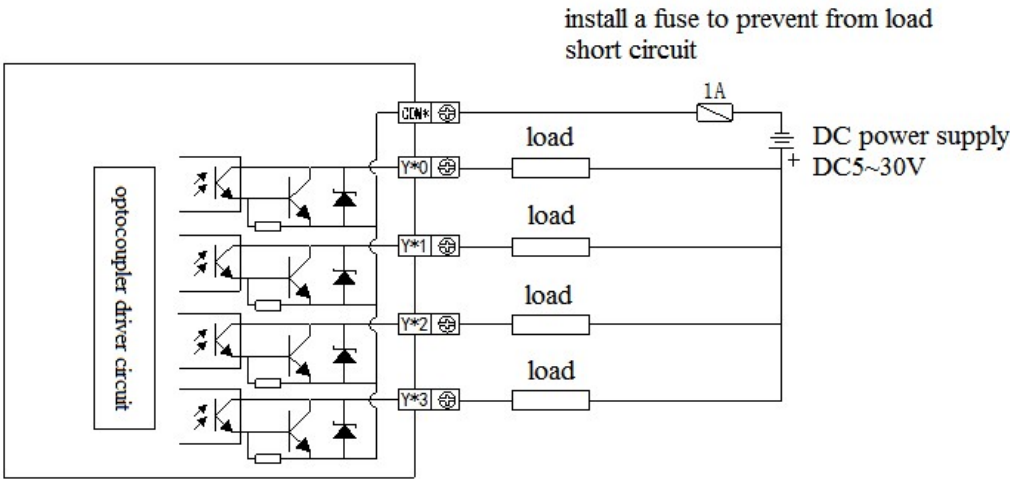 install a fuse to prevent from load
short circuit
1A
COM*
load
DC power supply
DC5~30V
Y*0
load
Y*1
load
Y*2
load
Y*3
optocoupler driver circuit
+